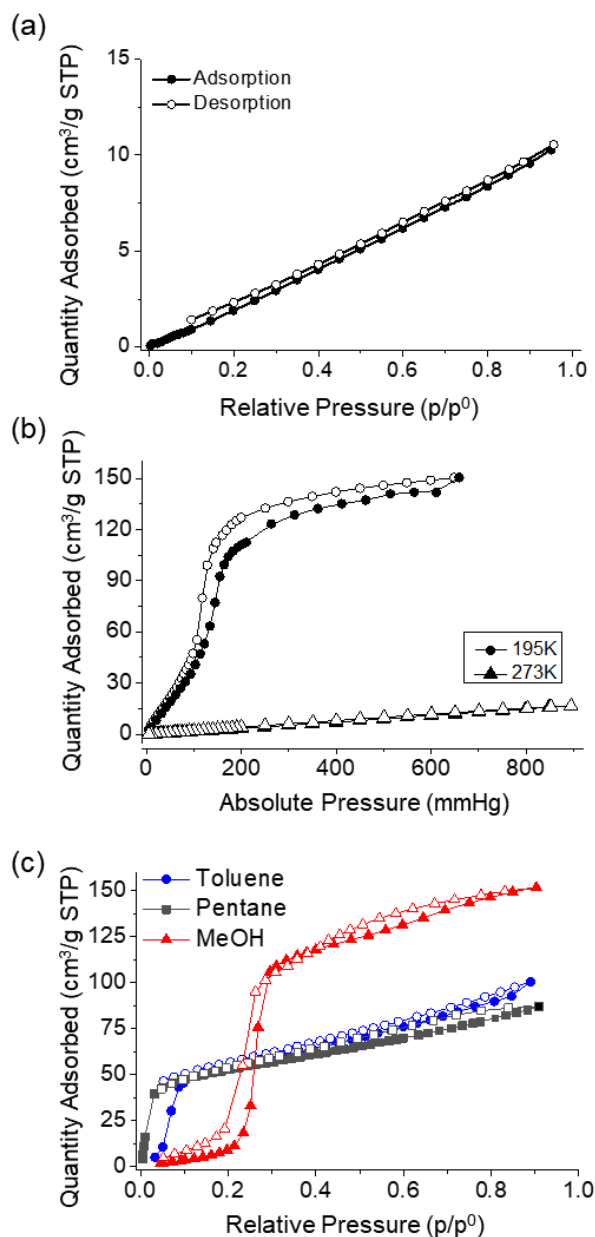 (a)
Quantity Adsorbed (cm³/g STP)
15
10
5
0
Adsorption
Desorption
0.0 0.2 0.4 0.6 0.8 1.0
Relative Pressure (p/p⁰)
(b)
Quantity Adsorbed (cm³/g STP)
150
120
90
60
30
0
195K
273K
0 200 400 600 800
Absolute Pressure (mmHg)
(c)
Quantity Adsorbed (cm³/g STP)
150
125
100
75
50
25
0
Toluene
Pentane
MeOH
0.0 0.2 0.4 0.6 0.8 1.0
Relative Pressure (p/p⁰)